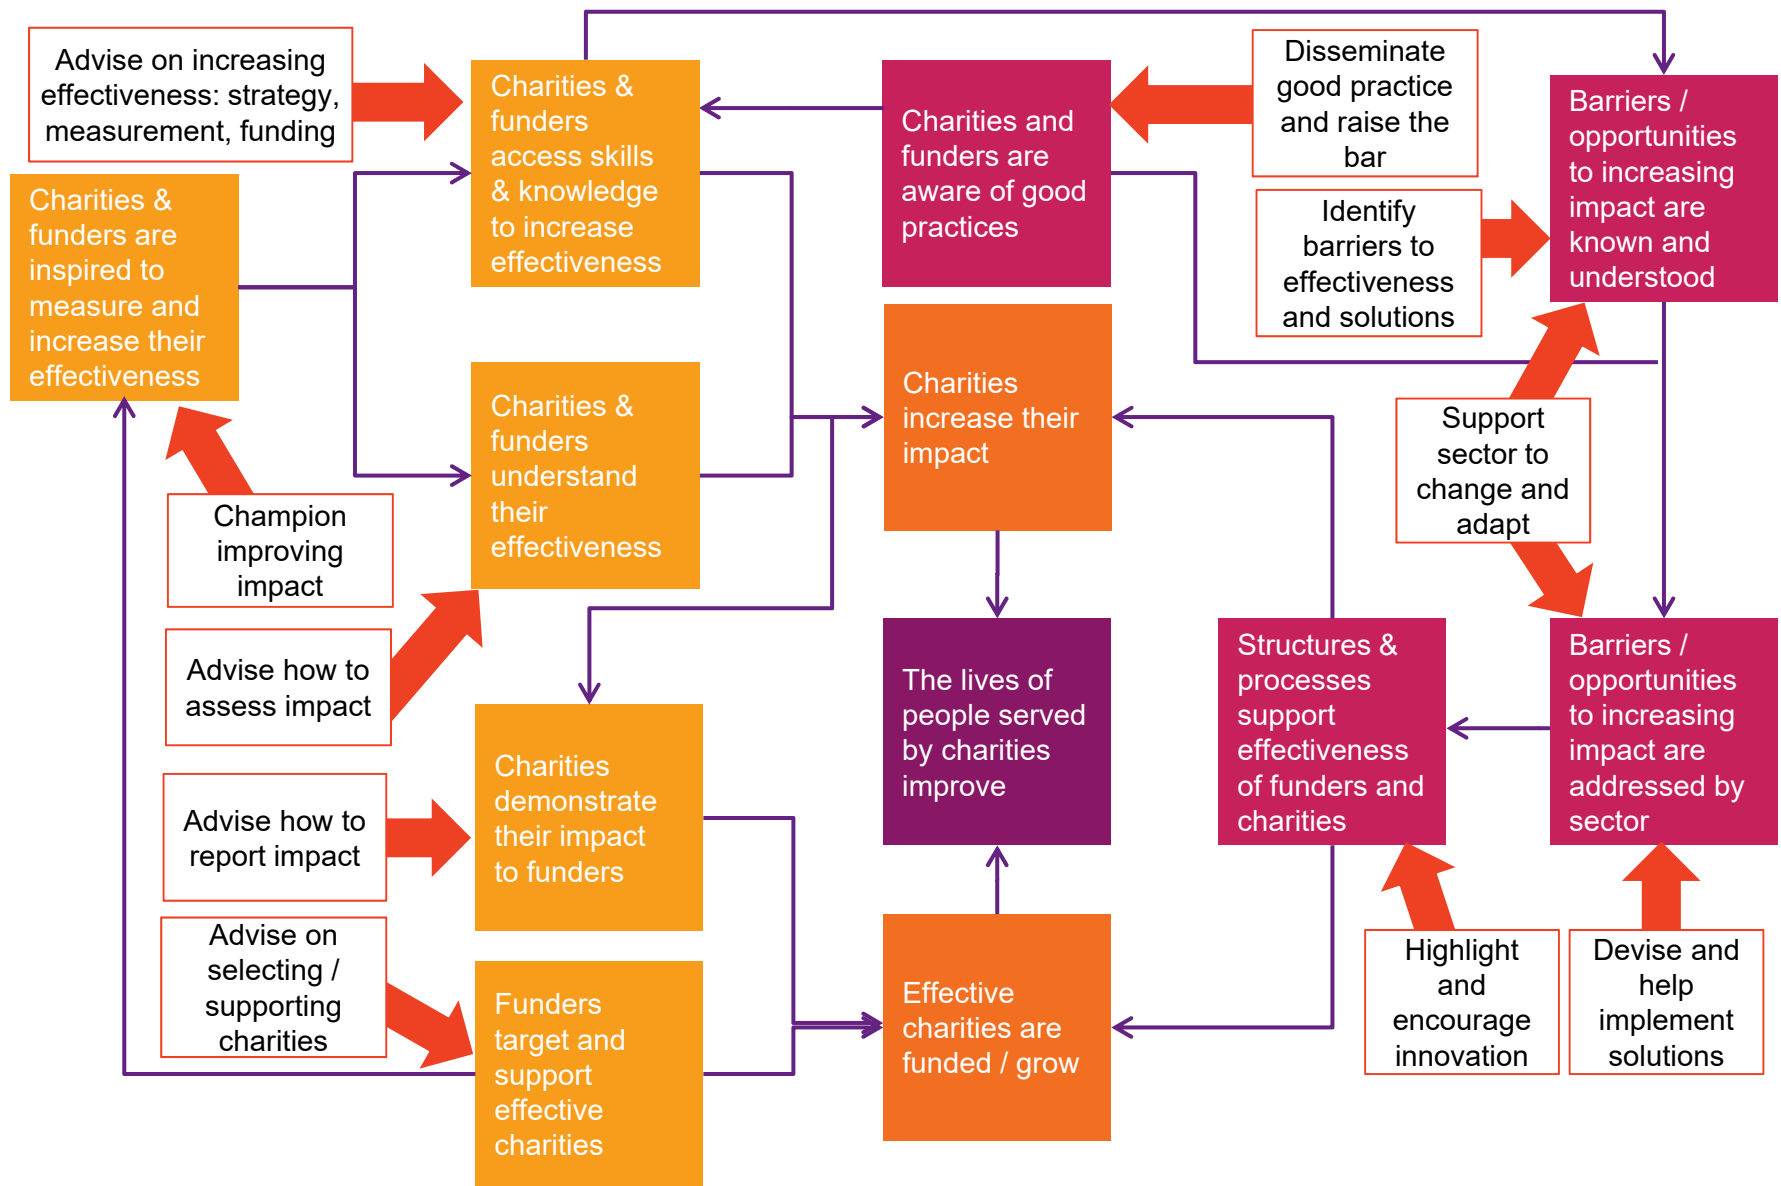 Advise on increasing
effectiveness: strategy,
measurement, funding
Charities &
funders
access skills
& knowledge
to increase
effectiveness
Charities and
funders are
aware of good
practices
Disseminate
good practice
and raise the
bar
Barriers /
opportunities
to increasing
impact are
known and
understood
Charities &
funders are
inspired to
measure and
increase their
effectiveness
Identify
barriers to
effectiveness
and solutions
Charities &
funders
understand
their
effectiveness
Charities
increase their
impact
Support
sector to
change and
adapt
Champion
improving
impact
Advise how to
assess impact
The lives of
people served
by charities
improve
Structures &
processes
support
effectiveness
of funders and
charities
Barriers /
opportunities
to increasing
impact are
addressed by
sector
Charities
demonstrate
their impact
to funders
Advise how to
report impact
Advise on
selecting /
supporting
charities
Funders
target and
support
effective
charities
Effective
charities are
funded / grow
Highlight
and
encourage
innovation
Devise and
help
implement
solutions